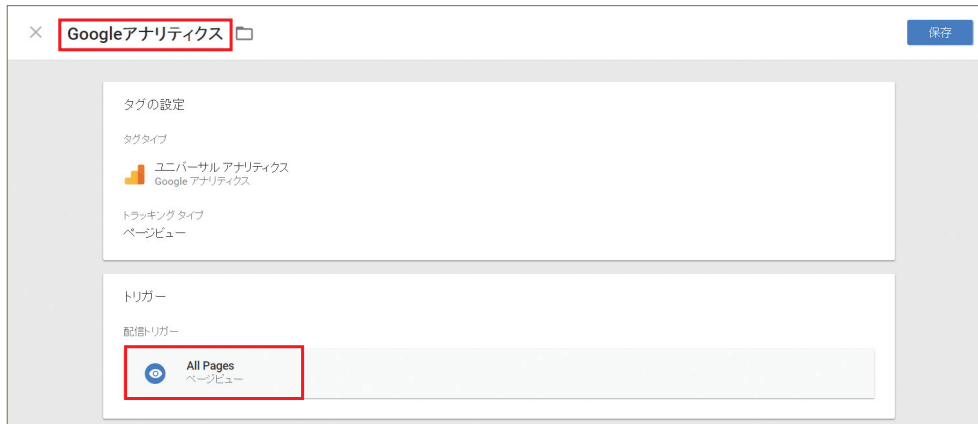 Googleアナリティクス
保存
タグの設定
タグタイプ
ユニバーサル アナリティクス
Google アナリティクス
トラッキング タイプ
ページビュー
トリガー
配信トリガー
All Pages
ページビュー